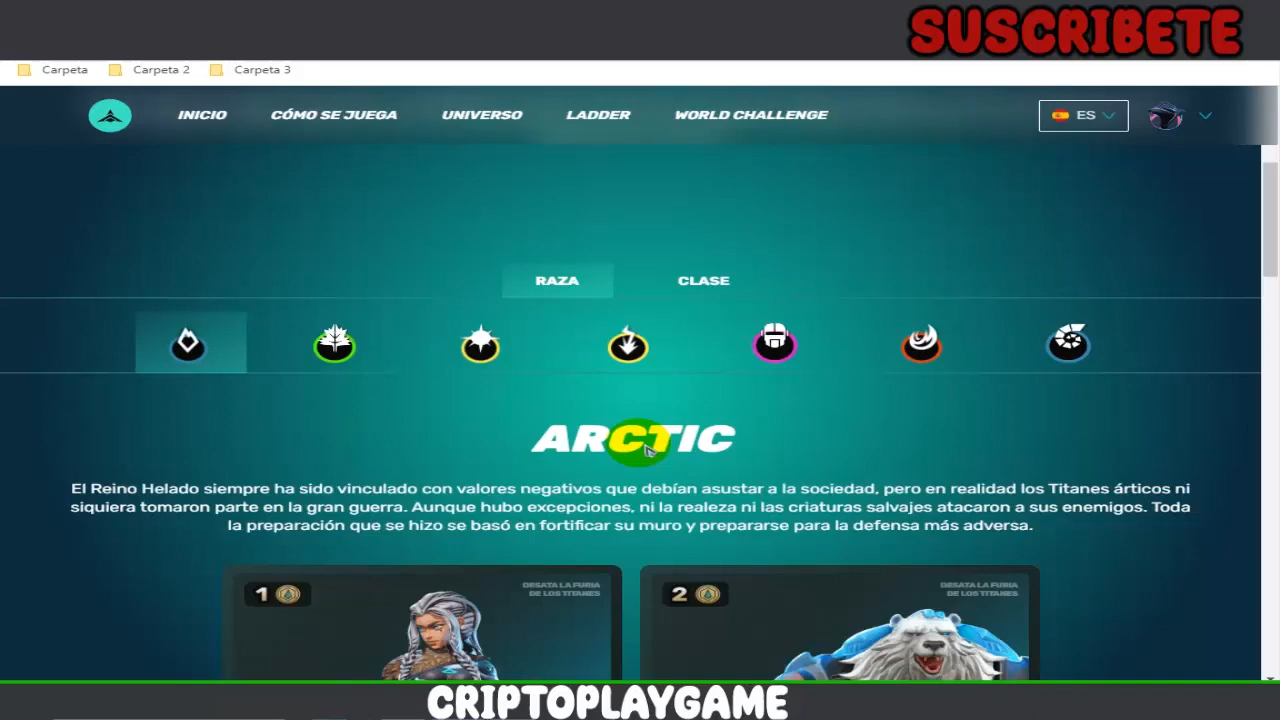 SUSCRIBETE
Carpeta Carpeta 2 Carpeta 3
INICIO CÓMO SE JUEGA UNIVERSO LADDER WORLD CHALLENGE ES
RAZA CLASE
ARCTIC
El Reino Helado siempre ha sido vinculado con valores negativos que debían asustar a la sociedad, pero en realidad los Titanes árticos ni
siquiera tomaron parte en la gran guerra. Aunque hubo excepciones, ni la realeza ni las criaturas salvajes atacaron a sus enemigos. Toda
la preparación que se hizo se basó en fortificar su muro y prepararse para la defensa más adversa.
1
DESATA LA FURIA
DE LOS TITANES
2
DESATA LA FURIA
DE LOS TITANES
CRIPTOPLAYGAME